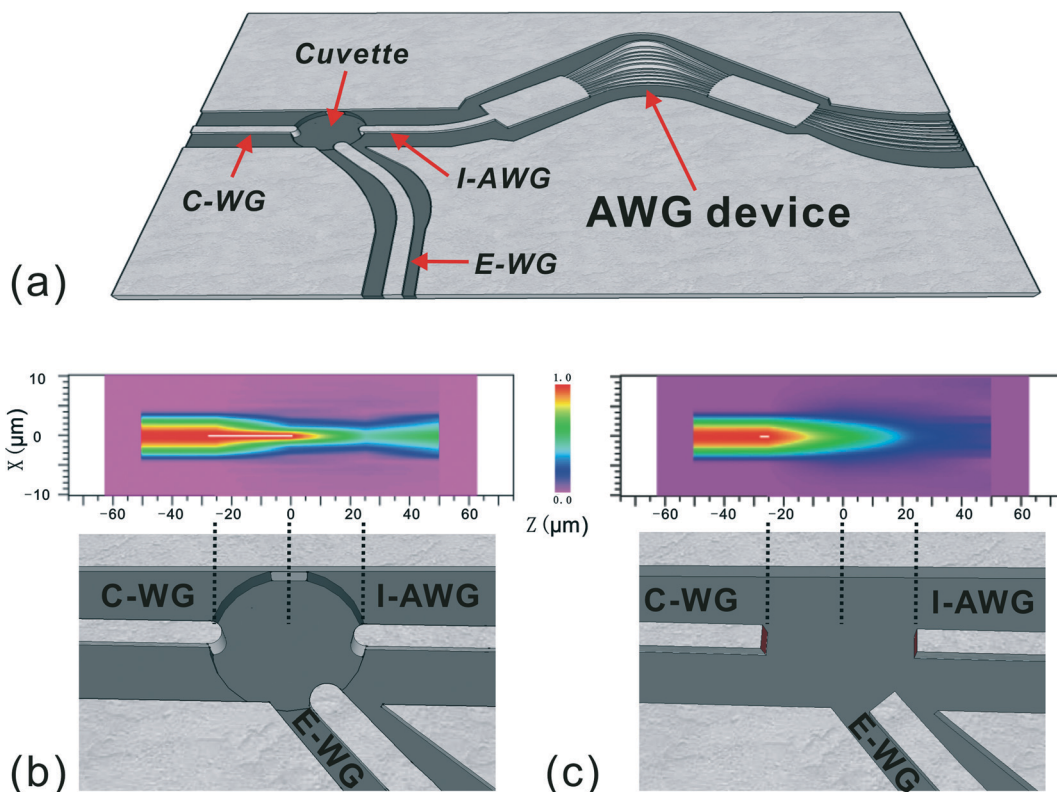 Cuvette
C-WG
I-AWG
AWG device
E-WG
(a)
10
0
-10
X (μm)
-60 -40 -20 0 20 40 60
1.0
0.0
Z (μm)
-60 -40 -20 0 20 40 60
C-WG I-AWG
E-WG
(b)
C-WG I-AWG
E-WG
(c)